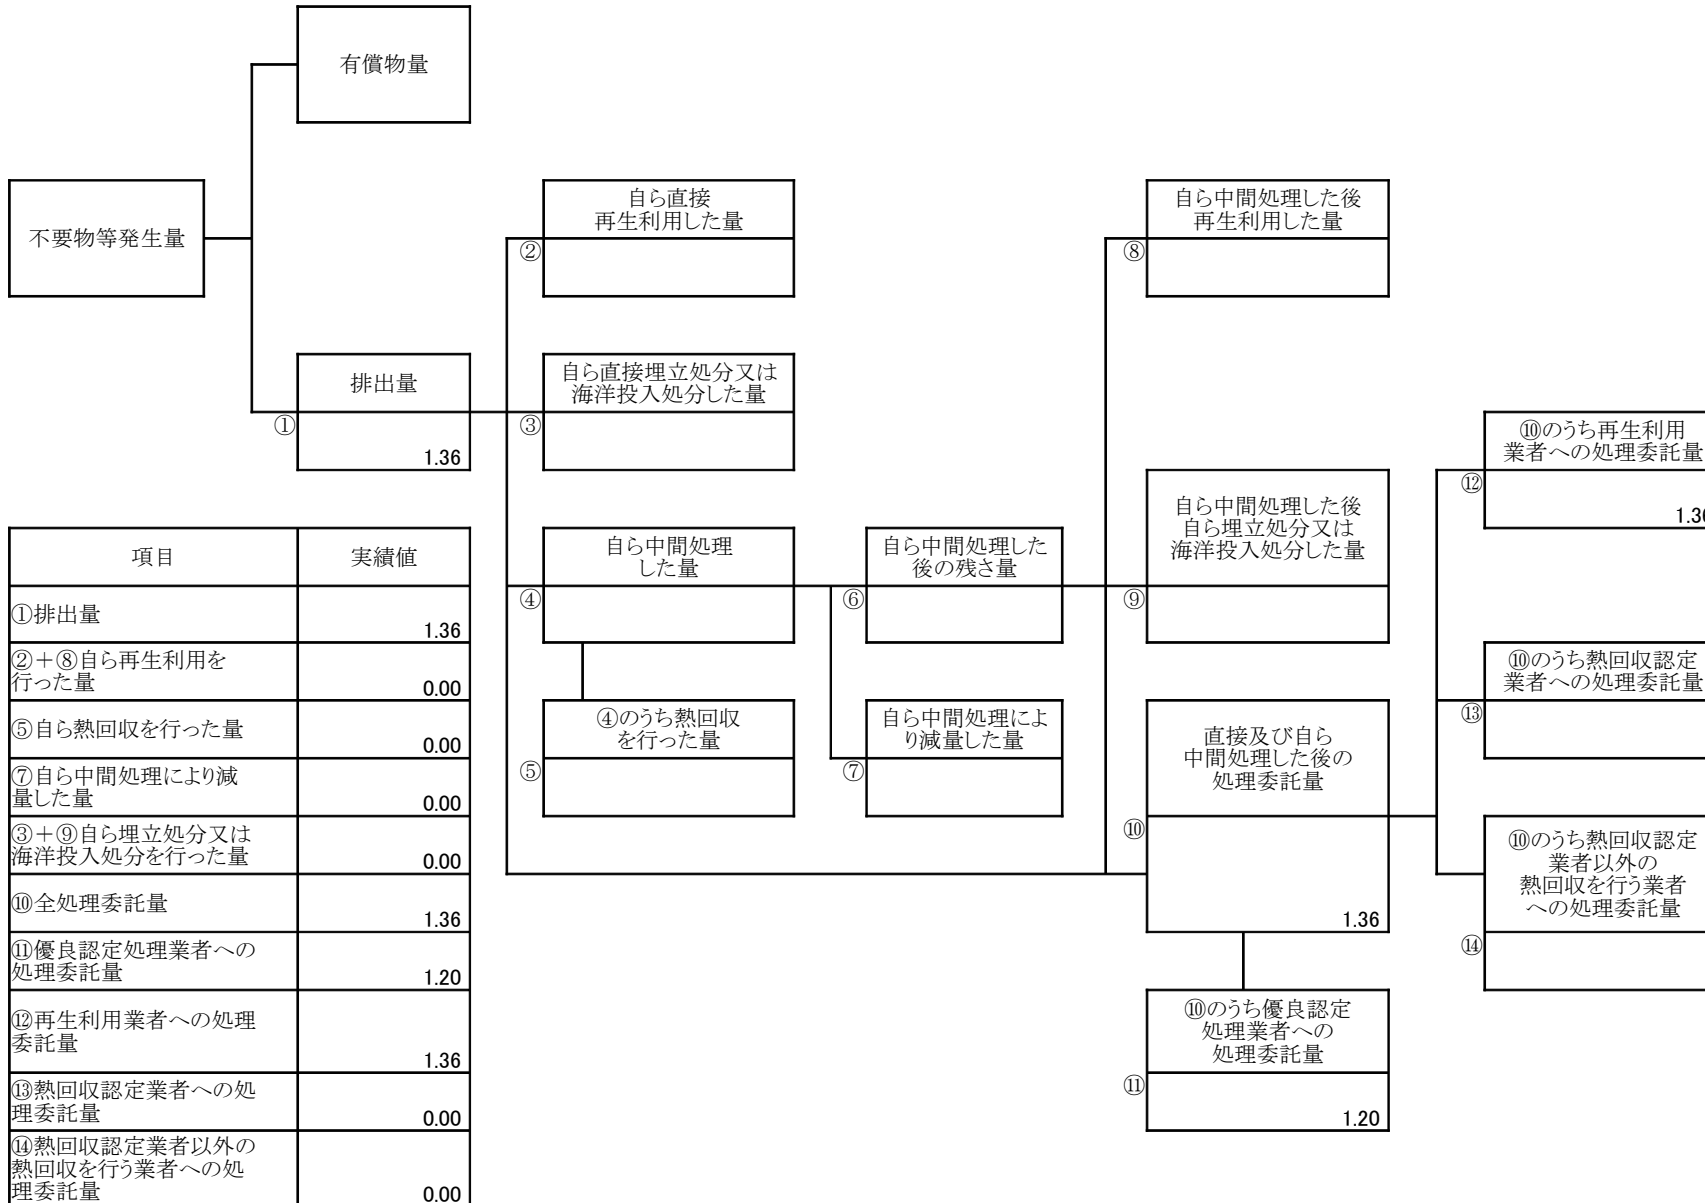 有償物量
不要物等発生量
自ら直接
再生利用した量
②
自ら中間処理した後
再生利用した量
⑧
排出量
①
1.36
自ら直接埋立処分又は
海洋投入処分した量
③
自ら中間処理
した量
④
自ら中間処理した
後の残さ量
⑥
自ら中間処理した後
自ら埋立処分又は
海洋投入処分した量
⑨
⑩のうち再生利用
業者への処理委託量
⑫
1.36
④のうち熱回収
を行った量
⑤
自ら中間処理によ
り減量した量
⑦
直接及び自ら
中間処理した後の
処理委託量
⑩
1.36
⑩のうち熱回収認定
業者への処理委託量
⑬
⑩のうち熱回収認定
業者以外の
熱回収を行う業者
への処理委託量
⑭
⑩のうち優良認定
処理業者への
処理委託量
⑪
1.20
項目 実績値
①排出量
1.36
②+⑧自ら再生利用を
行った量
0.00
⑤自ら熱回収を行った量
0.00
⑦自ら中間処理により減
量した量
0.00
③+⑨自ら埋立処分又は
海洋投入処分を行った量
0.00
⑩全処理委託量
1.36
⑪優良認定処理業者への
処理委託量
1.20
⑫再生利用業者への処理
委託量
1.36
⑬熱回収認定業者への処
理委託量
0.00
⑭熱回収認定業者以外の
熱回収を行う業者への処
理委託量
0.00